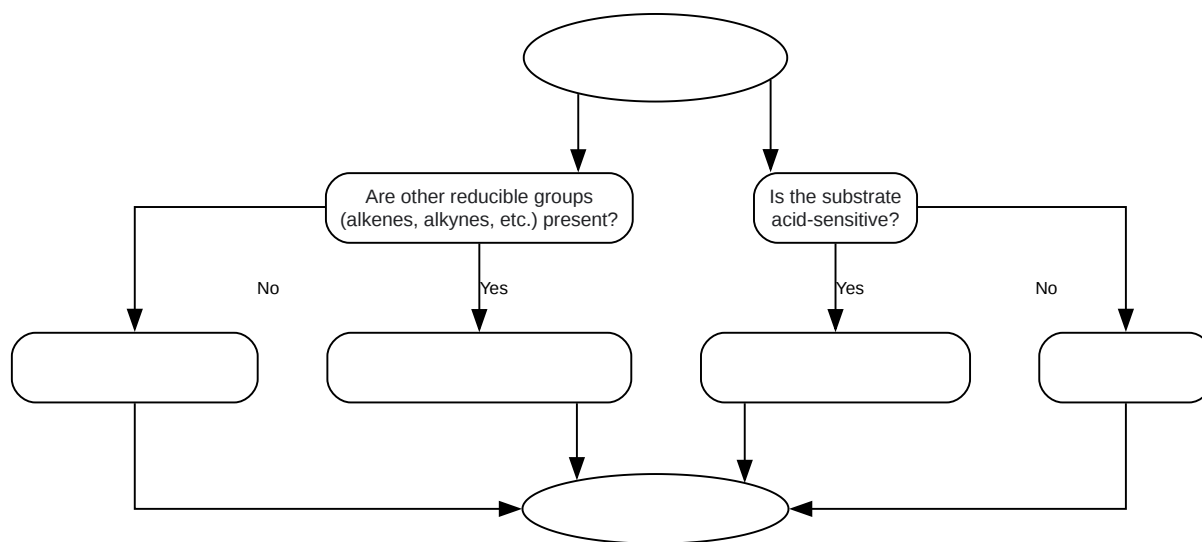 Are other reducible groups
(alkenes, alkynes, etc.) present?
Is the substrate
acid-sensitive?
No
Yes
Yes
No